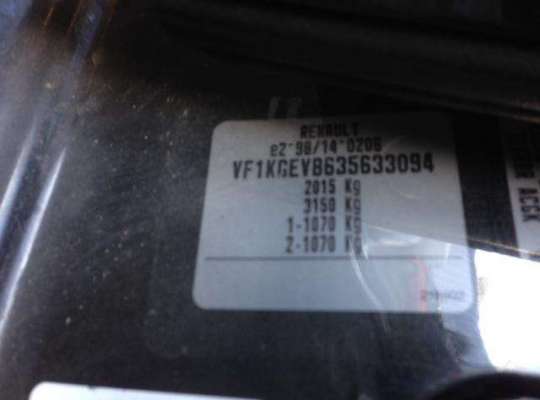 RENAULT
e2*98/14*0206
VF1KGEVB635633094
2015 Kg
3150 Kg
1-1070 Kg
2-1070 Kg